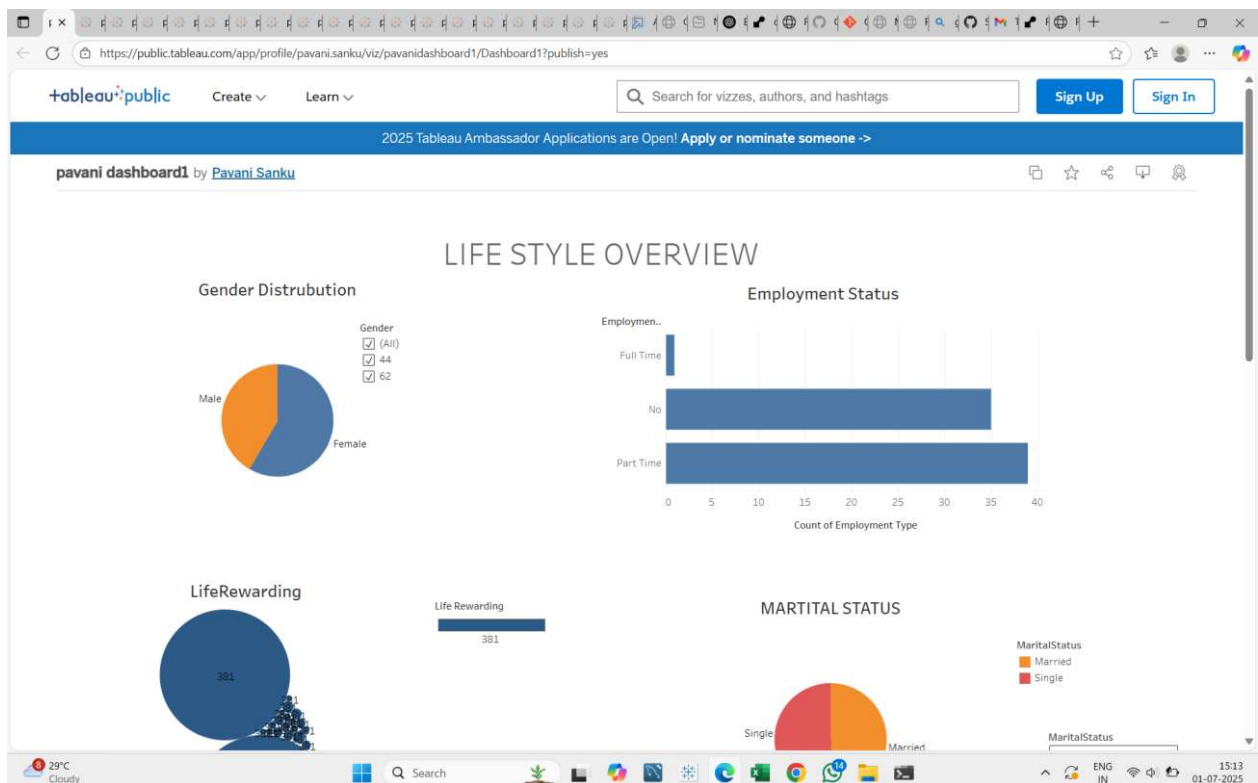 https://public.tableau.com/app/profile/pavani.sanku/viz/pavanidashboard1/Dashboard1?publish=yes
+ableau public Create Learn Search for vizzes, authors, and hashtags Sign Up Sign In
2025 Tableau Ambassador Applications are Open! Apply or nominate someone ->
pavani dashboard1 by Pavani Sanku
LIFE STYLE OVERVIEW
Gender Distrubution
Gender
(All)
44
62
Male
Female
Employment Status
Employmen..
Full Time
No
Part Time
0 5 10 15 20 25 30 35 40
Count of Employment Type
LifeRewarding
381
Life Rewarding
381
MARTITAL STATUS
MaritalStatus
Married
Single
Single
Married
MaritalStatus
8 29°C
Cloudy
Search
14
ENG
IN
15:13